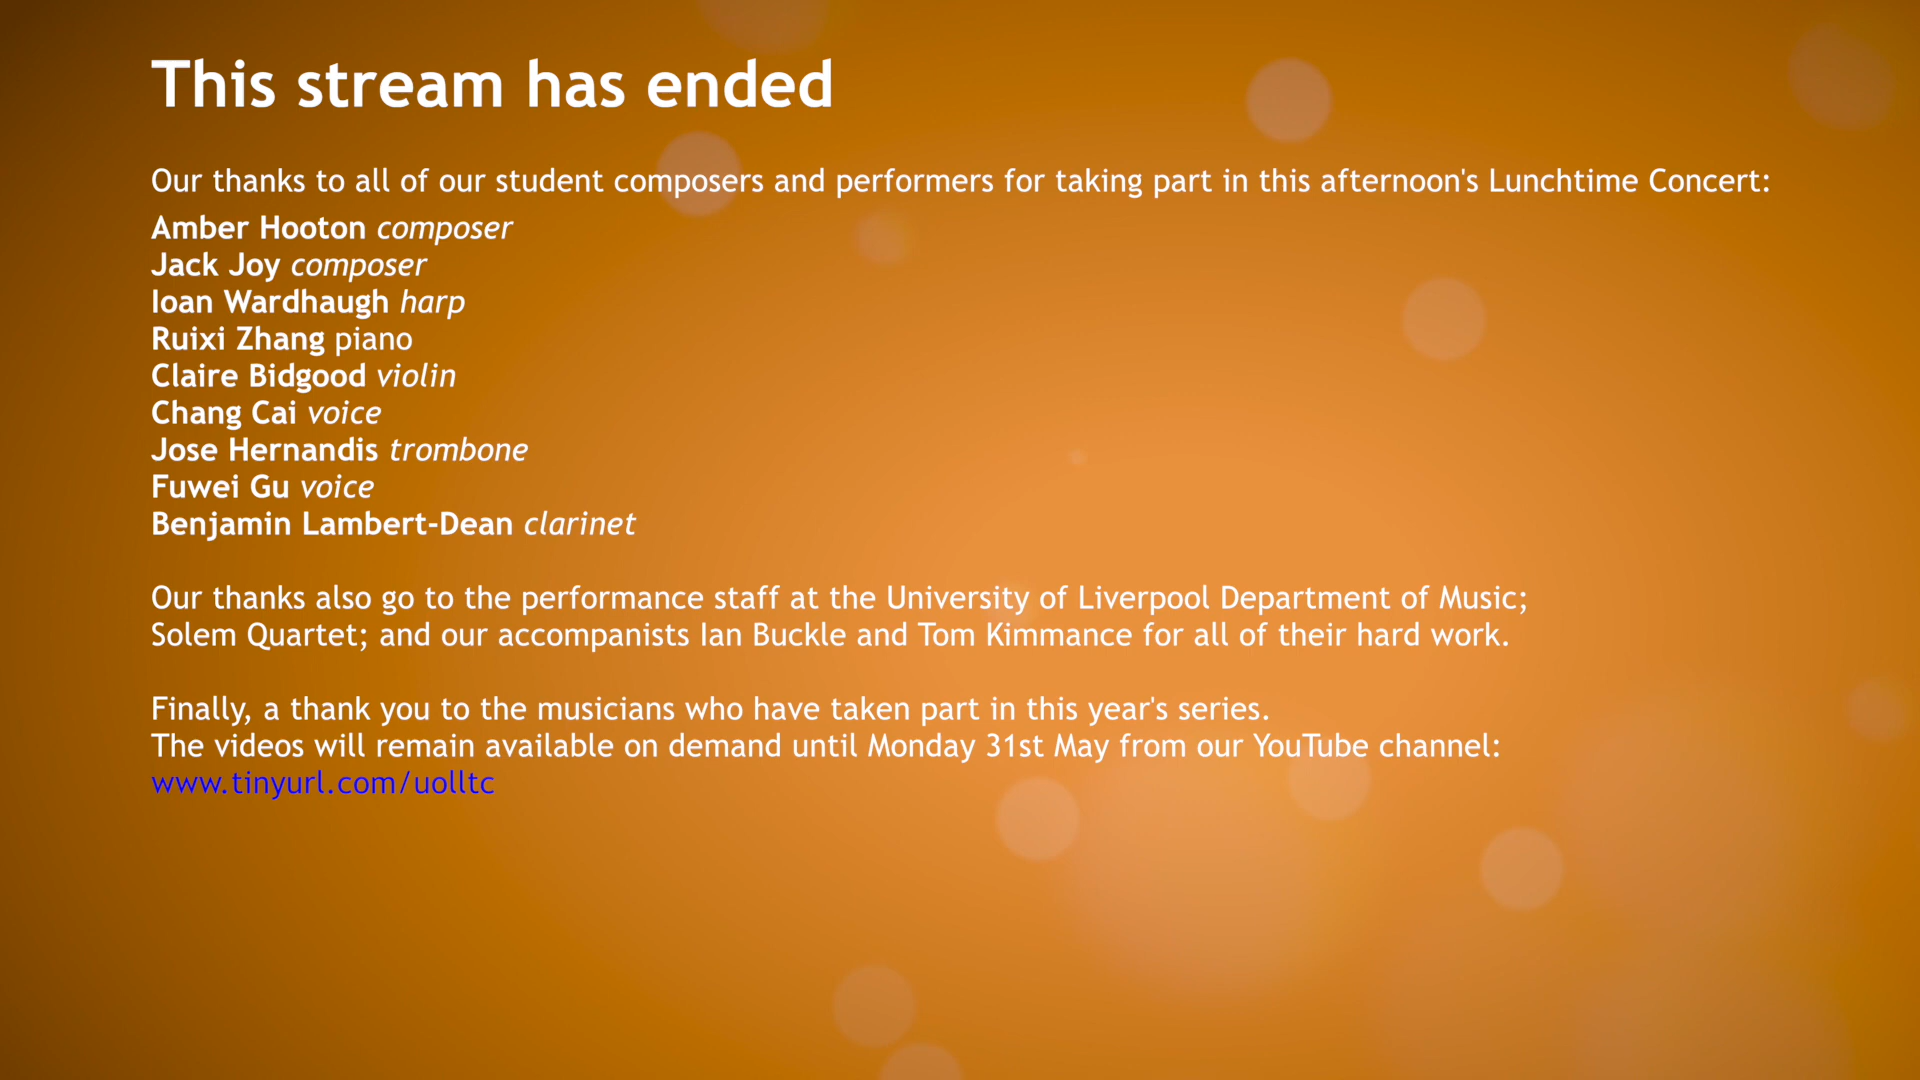 This stream has ended
Our thanks to all of our student composers and performers for taking part in this afternoon's Lunchtime Concert:
Amber Hooton composer
Jack Joy composer
Ioan Wardhaugh harp
Ruixi Zhang piano
Claire Bidgood violin
Chang Cai voice
Jose Hernandis trombone
Fuwei Gu voice
Benjamin Lambert-Dean clarinet
Our thanks also go to the performance staff at the University of Liverpool Department of Music;
Solem Quartet; and our accompanists Ian Buckle and Tom Kimmance for all of their hard work.
Finally, a thank you to the musicians who have taken part in this year's series.
The videos will remain available on demand until Monday 31st May from our YouTube channel:
www.tinyurl.com/uolltc